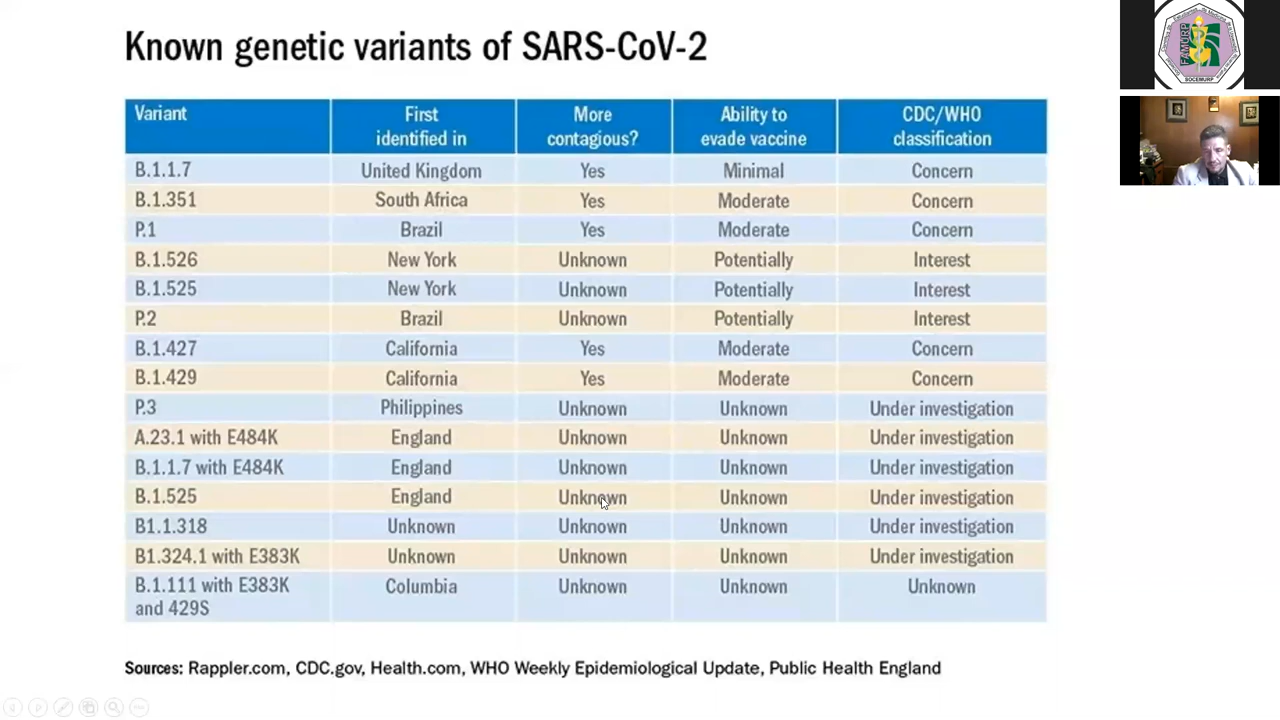 Known genetic variants of SARS-CoV-2
Variant First identified in More contagious? Ability to evade vaccine CDC/WHO classification
B.1.1.7 United Kingdom Yes Minimal Concern
B.1.351 South Africa Yes Moderate Concern
P.1 Brazil Yes Moderate Concern
B.1.526 New York Unknown Potentially Interest
B.1.525 New York Unknown Potentially Interest
P.2 Brazil Unknown Potentially Interest
B.1.427 California Yes Moderate Concern
B.1.429 California Yes Moderate Concern
P.3 Philippines Unknown Unknown Under investigation
A.23.1 with E484K England Unknown Unknown Under investigation
B.1.1.7 with E484K England Unknown Unknown Under investigation
B.1.525 England Unknown Unknown Under investigation
B1.1.318 Unknown Unknown Unknown Under investigation
B1.324.1 with E383K Unknown Unknown Unknown Under investigation
B.1.111 with E383K and 429S Columbia Unknown Unknown Unknown
Sources: Rappler.com, CDC.gov, Health.com, WHO Weekly Epidemiological Update, Public Health England
FAMURP
SOCEMURP